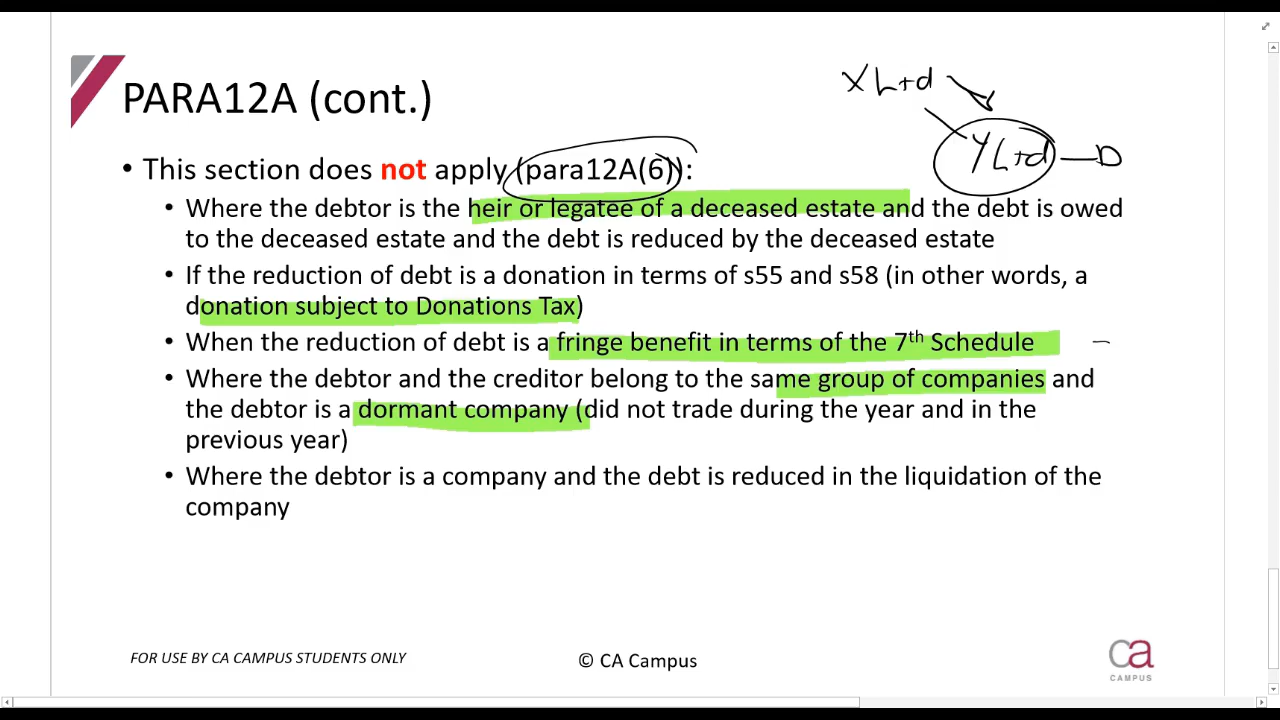 PARA12A (cont.)
X Ltd
Y Ltd — D
• This section does not apply (para12A(6)):
• Where the debtor is the heir or legatee of a deceased estate and the debt is owed
to the deceased estate and the debt is reduced by the deceased estate
• If the reduction of debt is a donation in terms of s55 and s58 (in other words, a
donation subject to Donations Tax)
• When the reduction of debt is a fringe benefit in terms of the 7th Schedule
• Where the debtor and the creditor belong to the same group of companies and
the debtor is a dormant company (did not trade during the year and in the
previous year)
• Where the debtor is a company and the debt is reduced in the liquidation of the
company
FOR USE BY CA CAMPUS STUDENTS ONLY
© CA Campus
ca
CAMPUS